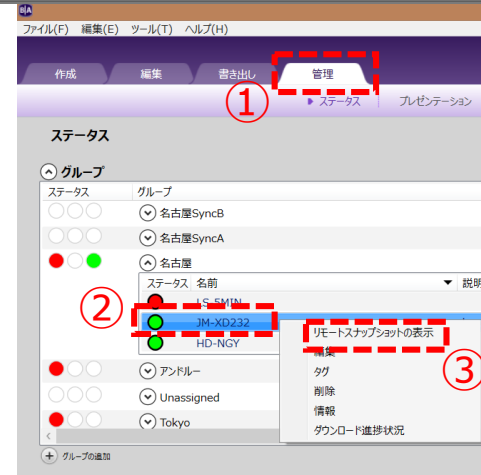 B|A
ファイル(F) 編集(E) ツール(T) ヘルプ(H)
作成 編集 書き出し 管理
① ステータス プレゼンテーション
ステータス
グループ
ステータス グループ
名古屋SyncB
名古屋SyncA
名古屋
ステータス 名前 説明
LS-5MIN
② JM-XD232
HD-NGY
リモートスナップショットの表示
編集
③
タグ
削除
情報
ダウンロード進捗状況
アンドルー
Unassigned
Tokyo
グループの追加